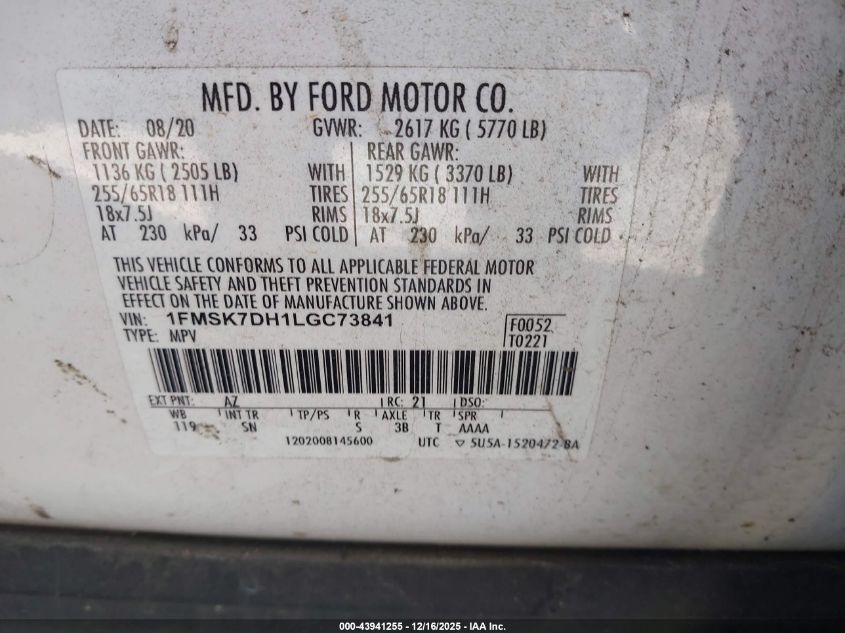 MFD. BY FORD MOTOR CO.
DATE: 08/20 GVWR: 2617 KG ( 5770 LB)
FRONT GAWR: REAR GAWR:
1136 KG ( 2505 LB) WITH 1529 KG ( 3370 LB) WITH
255/65R18 111H TIRES 255/65R18 111H TIRES
18x7.5J RIMS 18x7.5J RIMS
AT 230 kPa/ 33 PSI COLD AT 230 kPa/ 33 PSI COLD
THIS VEHICLE CONFORMS TO ALL APPLICABLE FEDERAL MOTOR
VEHICLE SAFETY AND THEFT PREVENTION STANDARDS IN
EFFECT ON THE DATE OF MANUFACTURE SHOWN ABOVE.
VIN: 1FMSK7DH1LGC73841 F0052
TYPE: MPV T0221
EXT PNT: AZ RC: 21 DSO:
WB INT TR TP/PS R AXLE TR SPR
119 SN S 3B T AAAA
1202008145600 UTC ▽ 5U5A-1520472-BA
000-43941255 - 12/16/2025 - IAA Inc.